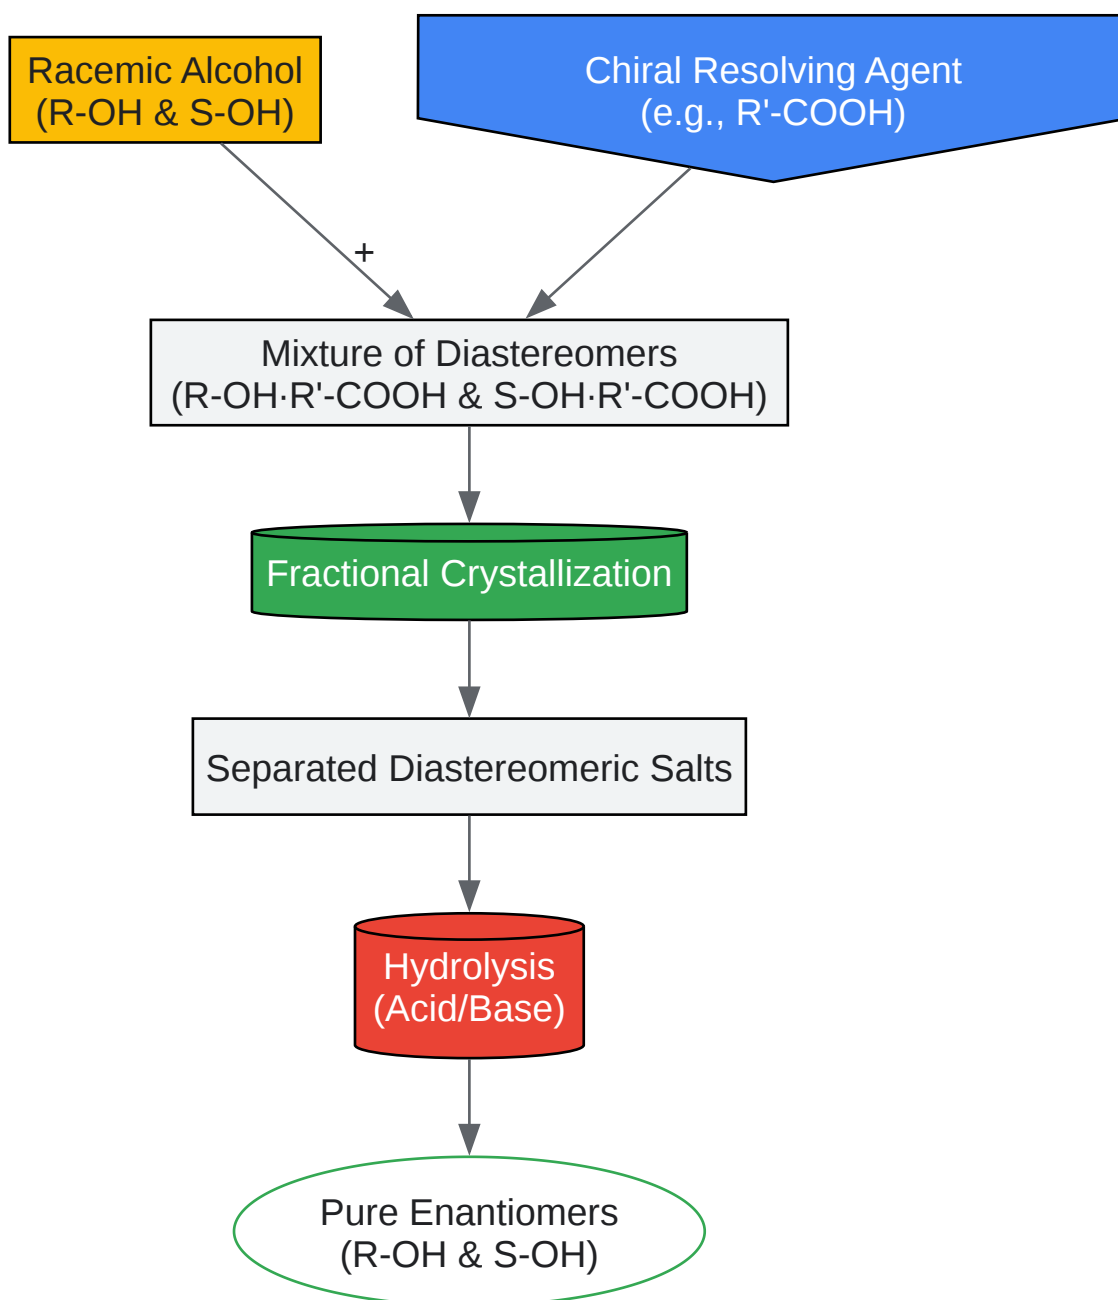 Racemic Alcohol
(R-OH & S-OH)
Chiral Resolving Agent
(e.g., R'-COOH)
+
Mixture of Diastereomers
(R-OH·R'-COOH & S-OH·R'-COOH)
Fractional Crystallization
Separated Diastereomeric Salts
Hydrolysis
(Acid/Base)
Pure Enantiomers
(R-OH & S-OH)